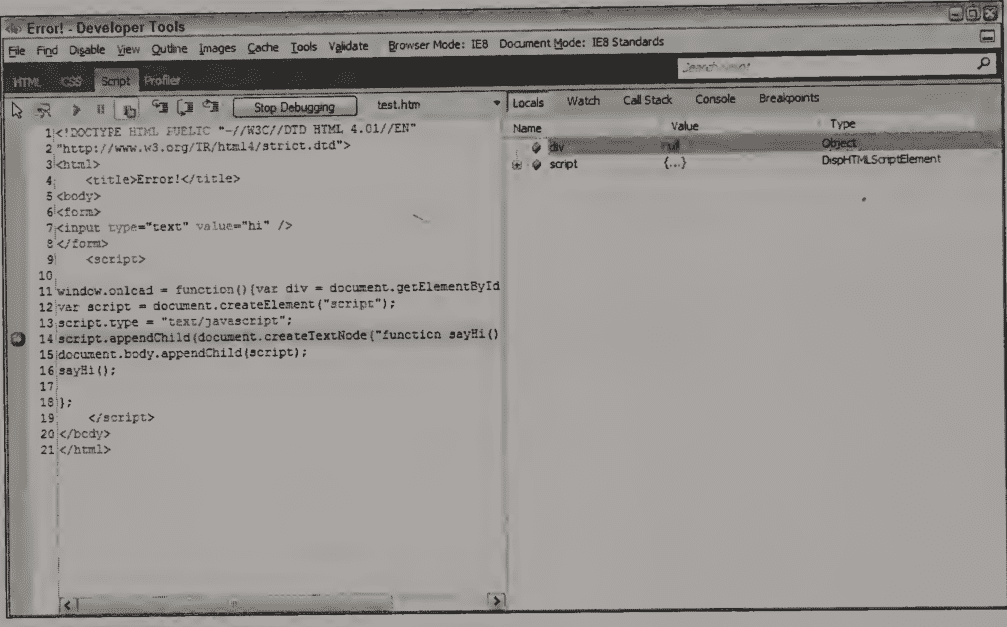 Error! - Developer Tools
File Find Disable View Outline Images Cache Tools Validate Browser Mode: IE8 Document Mode: IE8 Standards
HTML CSS Script Profiler
Stop Debugging test.htm
1 <!DOCTYPE HTML PUBLIC "-//W3C//DTD HTML 4.01//EN"
2 "http://www.w3.org/TR/html4/strict.dtd">
3 <html>
4 <title>Error!</title>
5 <body>
6 <form>
7 <input type="text" value="hi" />
8 </form>
9 <script>
10
11 window.onload = function(){var div = document.getElementById
12 var script = document.createElement("script");
13 script.type = "text/javascript";
14 script.appendChild(document.createTextNode("function sayHi()
15 document.body.appendChild(script);
16 sayHi();
17
18 };
19 </script>
20 </body>
21 </html>
Locals Watch Call Stack Console Breakpoints
Name Value Type
div null Object
script {...} DispHTMLScriptElement